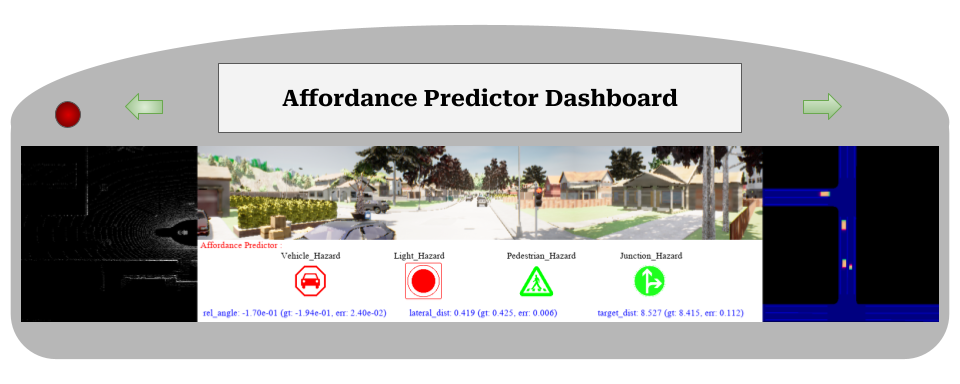 Affordance Predictor Dashboard
Affordance Predictor :
Vehicle_Hazard Light_Hazard Pedestrian_Hazard Junction_Hazard
rel_angle: -1.70e-01 (gt: -1.94e-01, err: 2.40e-02) lateral_dist: 0.419 (gt: 0.425, err: 0.006) target_dist: 8.527 (gt: 8.415, err: 0.112)